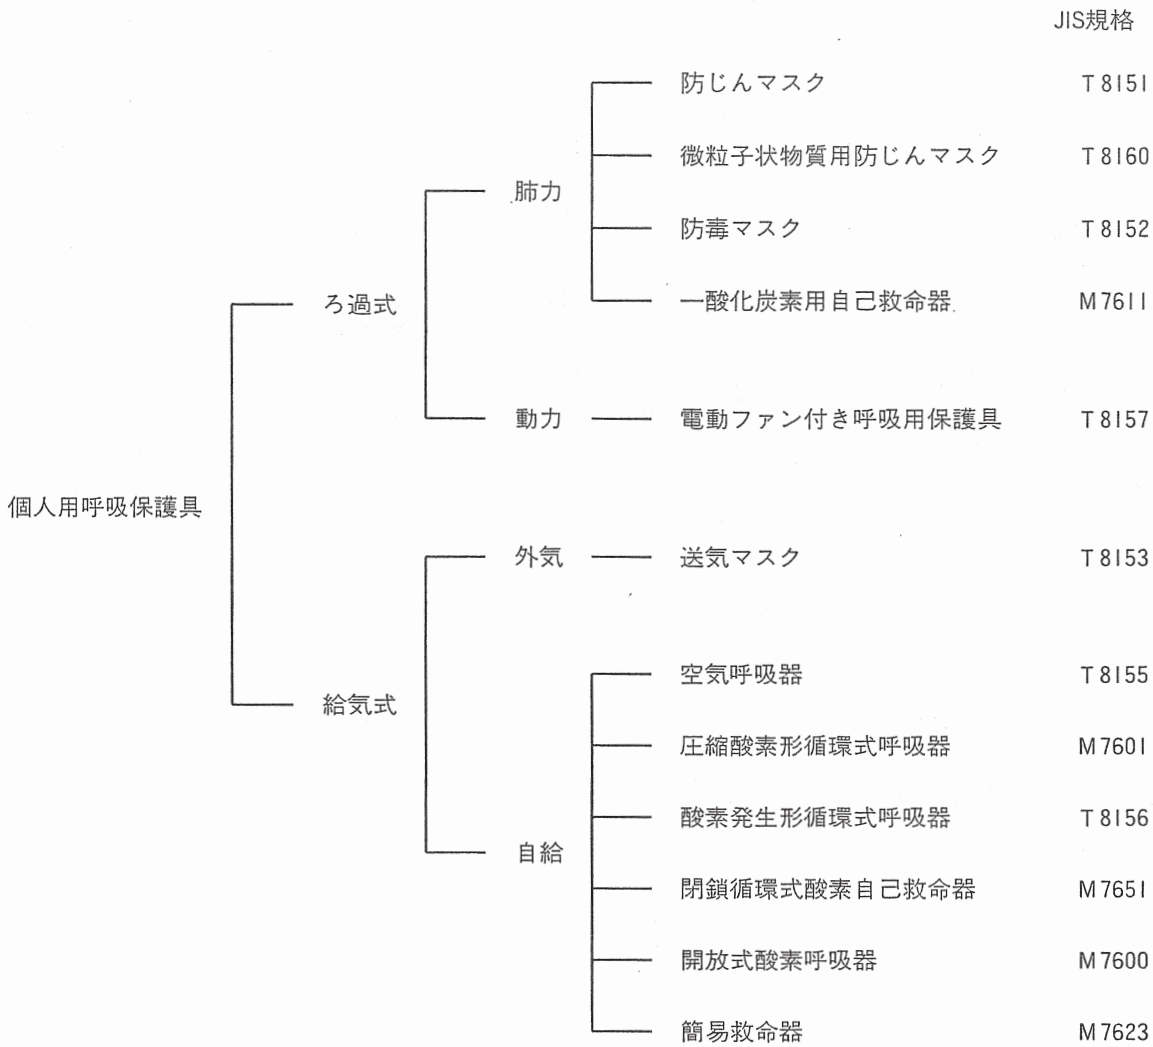 JIS規格
防じんマスク T8151
微粒子状物質用防じんマスク T8160
肺力
防毒マスク T8152
ろ過式
一酸化炭素用自己救命器 M7611
動力 電動ファン付き呼吸用保護具 T8157
個人用呼吸保護具
外気 送気マスク T8153
空気呼吸器 T8155
給気式
圧縮酸素形循環式呼吸器 M7601
酸素発生形循環式呼吸器 T8156
自給
閉鎖循環式酸素自己救命器 M7651
開放式酸素呼吸器 M7600
簡易救命器 M7623